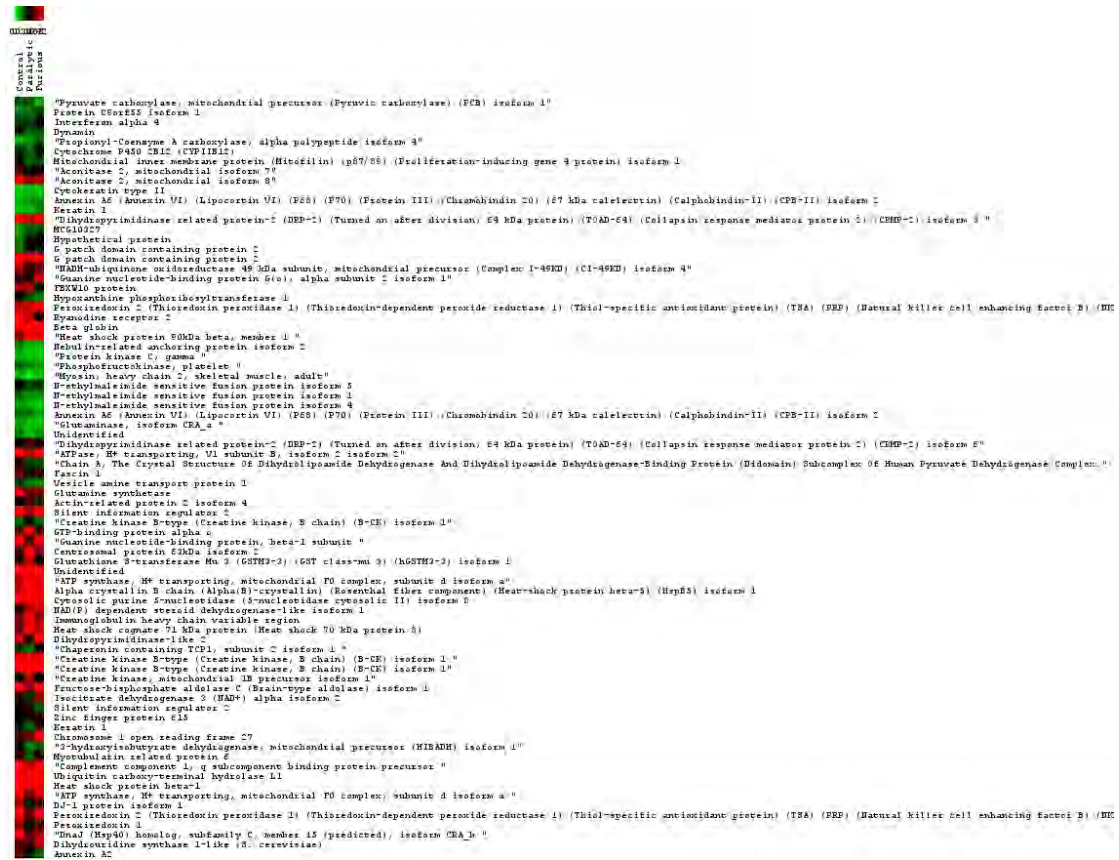 Control
Paralytic
Furious
"Pyruvate carboxylase, mitochondrial precursor (Pyruvic carboxylase) (PCB) isoform 1"
Protein C8orf55 isoform 1
Interferon alpha 4
Dynamin
"Propionyl-Coenzyme A carboxylase, alpha polypeptide isoform 4"
Cytochrome P450 2B12 (CYPIIB12)
Mitochondrial inner membrane protein (Mitofilin) (p87/89) (Proliferation-inducing gene 4 protein) isoform 1
"Aconitase 2, mitochondrial isoform 7"
"Aconitase 2, mitochondrial isoform 8"
Cytokeratin type II
Annexin A6 (Annexin VI) (Lipocortin VI) (P68) (P70) (Protein III) (Chromobindin 20) (67 kDa calelectrin) (Calphobindin-II) (CPB-II) isoform 2
Keratin 1
"Dihydropyrimidinase related protein-2 (DRP-2) (Turned on after division, 64 kDa protein) (TOAD-64) (Collapsin response mediator protein 2) (CRMP-2) isoform 3 "
MCG10327
Hypothetical protein
G patch domain containing protein 2
G patch domain containing protein 2
"NADH-ubiquinone oxidoreductase 49 kDa subunit, mitochondrial precursor (Complex I-49KD) (CI-49KD) isoform 4"
"Guanine nucleotide-binding protein G(o), alpha subunit 2 isoform 1"
FBXW10 protein
Hypoxanthine phosphoribosyltransferase 1
Peroxiredoxin 2 (Thioredoxin peroxidase 1) (Thioredoxin-dependent peroxide reductase 1) (Thiol-specific antioxidant protein) (TSA) (PRP) (Natural killer cell enhancing factor B) (NK
Ryanodine receptor 2
Beta globin
"Heat shock protein 90kDa beta, member 1 "
Nebulin-related anchoring protein isoform 2
"Protein kinase C, gamma "
"Phosphofructokinase, platelet "
"Myosin, heavy chain 2, skeletal muscle, adult"
N-ethylmaleimide sensitive fusion protein isoform 5
N-ethylmaleimide sensitive fusion protein isoform 1
N-ethylmaleimide sensitive fusion protein isoform 4
Annexin A6 (Annexin VI) (Lipocortin VI) (P68) (P70) (Protein III) (Chromobindin 20) (67 kDa calelectrin) (Calphobindin-II) (CPB-II) isoform 2
"Glutaminase, isoform CRA_a "
Unidentified
"Dihydropyrimidinase related protein-2 (DRP-2) (Turned on after division, 64 kDa protein) (TOAD-64) (Collapsin response mediator protein 2) (CRMP-2) isoform 6"
"ATPase, H+ transporting, V1 subunit B, isoform 2 isoform 2"
"Chain A, The Crystal Structure Of Dihydrolipoamide Dehydrogenase And Dihydrolipoamide Dehydrogenase-Binding Protein (Didomain) Subcomplex Of Human Pyruvate Dehydrogenase Complex."
Fascin 1
Vesicle amine transport protein 1
Glutamine synthetase
Actin-related protein 2 isoform 4
Silent information regulator 2
"Creatine kinase B-type (Creatine kinase, B chain) (B-CK) isoform 1"
GTP-binding protein alpha o
"Guanine nucleotide-binding protein, beta-1 subunit "
Centrosomal protein 63kDa isoform 2
Glutathione S-transferase Mu 3 (GSTM3-3) (GST class-mu 3) (hGSTM3-3) isoform 1
Unidentified
"ATP synthase, H+ transporting, mitochondrial F0 complex, subunit d isoform a"
Alpha crystallin B chain (Alpha(B)-crystallin) (Rosenthal fiber component) (Heat-shock protein beta-5) (HspB5) isoform 1
Cytosolic purine 5-nucleotidase (5-nucleotidase cytosolic II) isoform 8
NAD(P) dependent steroid dehydrogenase-like isoform 1
Immunoglobulin heavy chain variable region
Heat shock cognate 71 kDa protein (Heat shock 70 kDa protein 8)
Dihydropyrimidinase-like 2
"Chaperonin containing TCP1, subunit 2 isoform 1 "
"Creatine kinase B-type (Creatine kinase, B chain) (B-CK) isoform 1 "
"Creatine kinase B-type (Creatine kinase, B chain) (B-CK) isoform 1"
"Creatine kinase, mitochondrial 1B precursor isoform 1"
Fructose-bisphosphate aldolase C (Brain-type aldolase) isoform 1
Isocitrate dehydrogenase 3 (NAD+) alpha isoform 2
Silent information regulator 2
Zinc finger protein 615
Keratin 1
Chromosome 1 open reading frame 27
"3-hydroxyisobutyrate dehydrogenase, mitochondrial precursor (HIBADH) isoform 1"
Myotubularin related protein 6
"Complement component 1, q subcomponent binding protein precursor "
Ubiquitin carboxy-terminal hydrolase L1
Heat shock protein beta-1
"ATP synthase, H+ transporting, mitochondrial F0 complex, subunit d isoform a "
DJ-1 protein isoform 1
Peroxiredoxin 2 (Thioredoxin peroxidase 1) (Thioredoxin-dependent peroxide reductase 1) (Thiol-specific antioxidant protein) (TSA) (PRP) (Natural killer cell enhancing factor B) (NK
Peroxiredoxin 1
"DnaJ (Hsp40) homolog, subfamily C, member 15 (predicted), isoform CRA_b "
Dihydrouridine synthase 1-like (S. cerevisiae)
Annexin A2